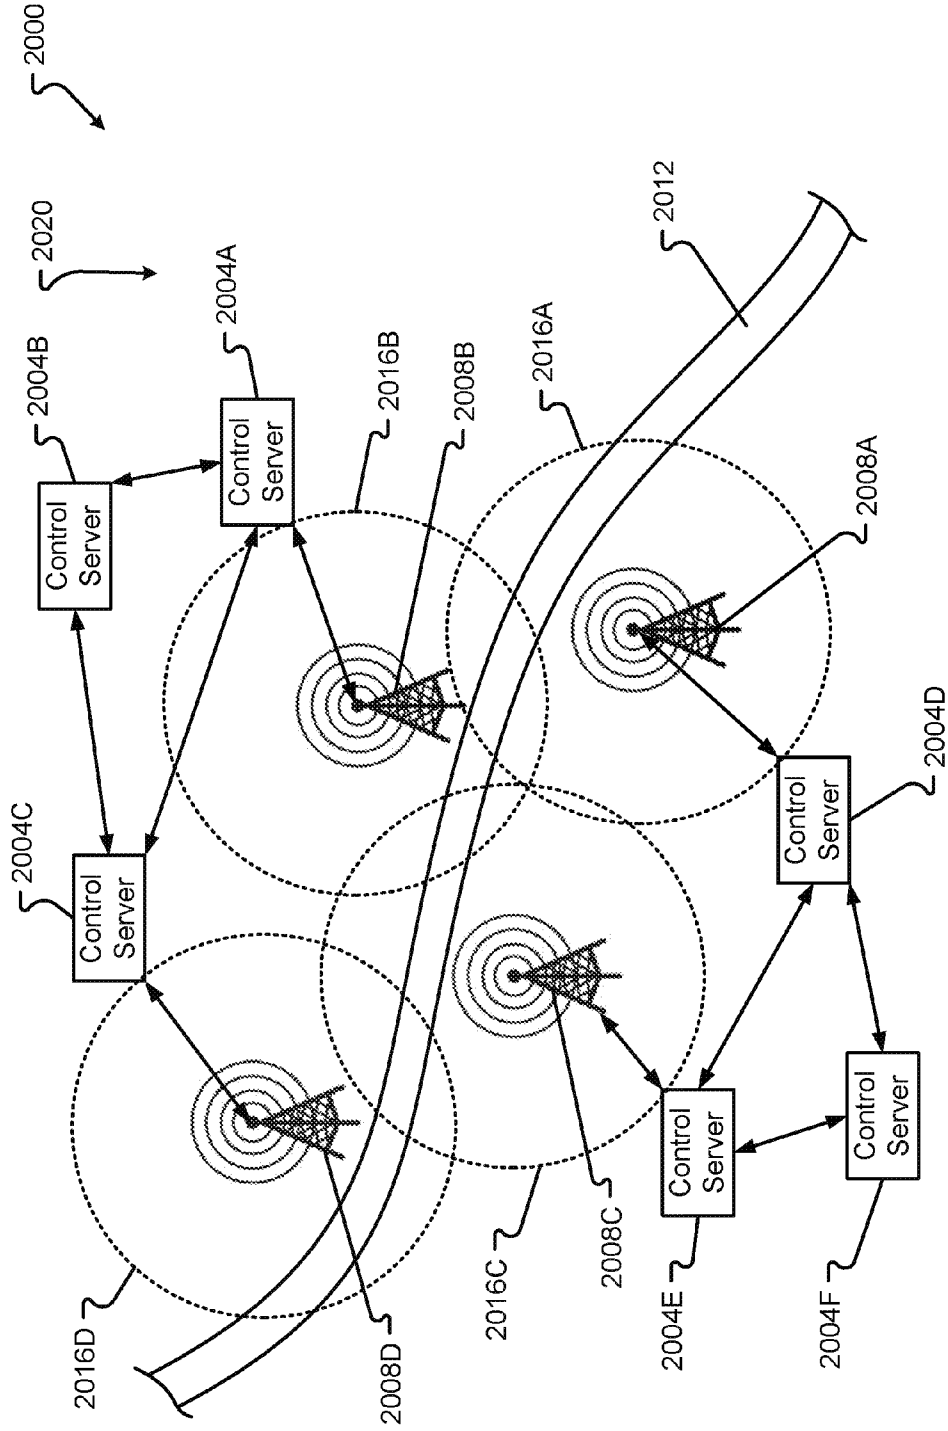 2000
2020
2004B
2004A
2016B
2008B
2016A
2012
2008A
Control
Server
Control
Server
2004C
Control
Server
2004D
Control
Server
2016D
2008D
2016C
2008C
2004E
Control
Server
2004F
Control
Server